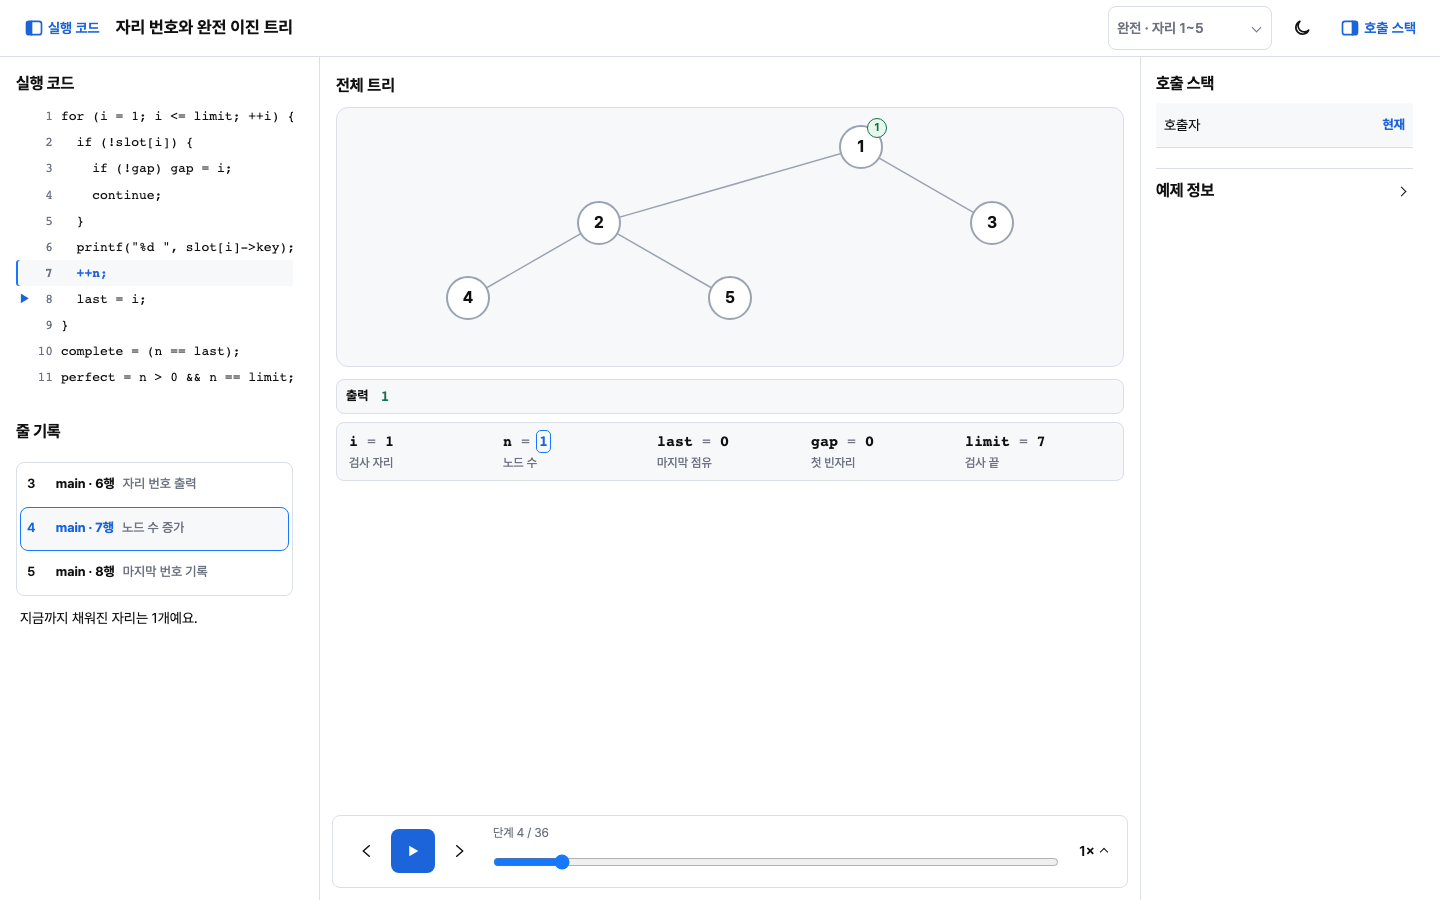 실행 코드
자리 번호와 완전 이진 트리
완전 · 자리 1~5
호출 스택
실행 코드
1 for (i = 1; i <= limit; ++i) {
2 if (!slot[i]) {
3 if (!gap) gap = i;
4 continue;
5 }
6 printf("%d ", slot[i]->key);
7 ++n;
8 last = i;
9 }
10 complete = (n == last);
11 perfect = n > 0 && n == limit;
줄 기록
3 main · 6행 자리 번호 출력
4 main · 7행 노드 수 증가
5 main · 8행 마지막 번호 기록
지금까지 채워진 자리는 1개예요.
전체 트리
1
1
2
3
4
5
출력 1
i = 1
검사 자리
n = 1
노드 수
last = 0
마지막 점유
gap = 0
첫 빈자리
limit = 7
검사 끝
단계 4 / 36
1×
호출 스택
호출자 현재
예제 정보